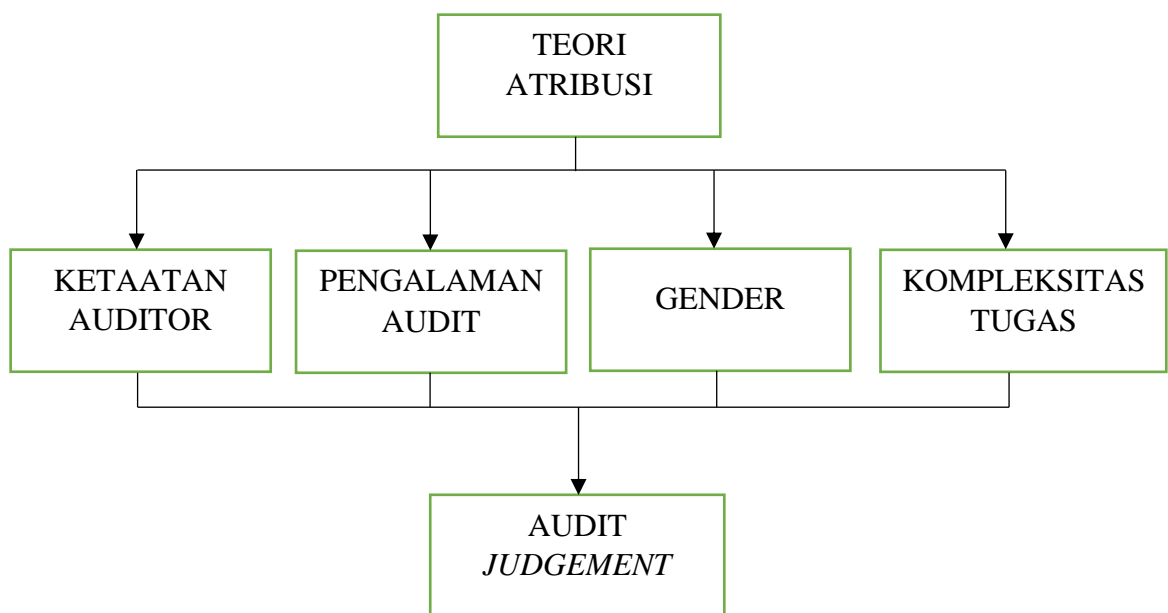 TEORI
ATRIBUSI
KETAATAN
AUDITOR
PENGALAMAN
AUDIT
GENDER
KOMPLEKSITAS
TUGAS
AUDIT
JUDGEMENT